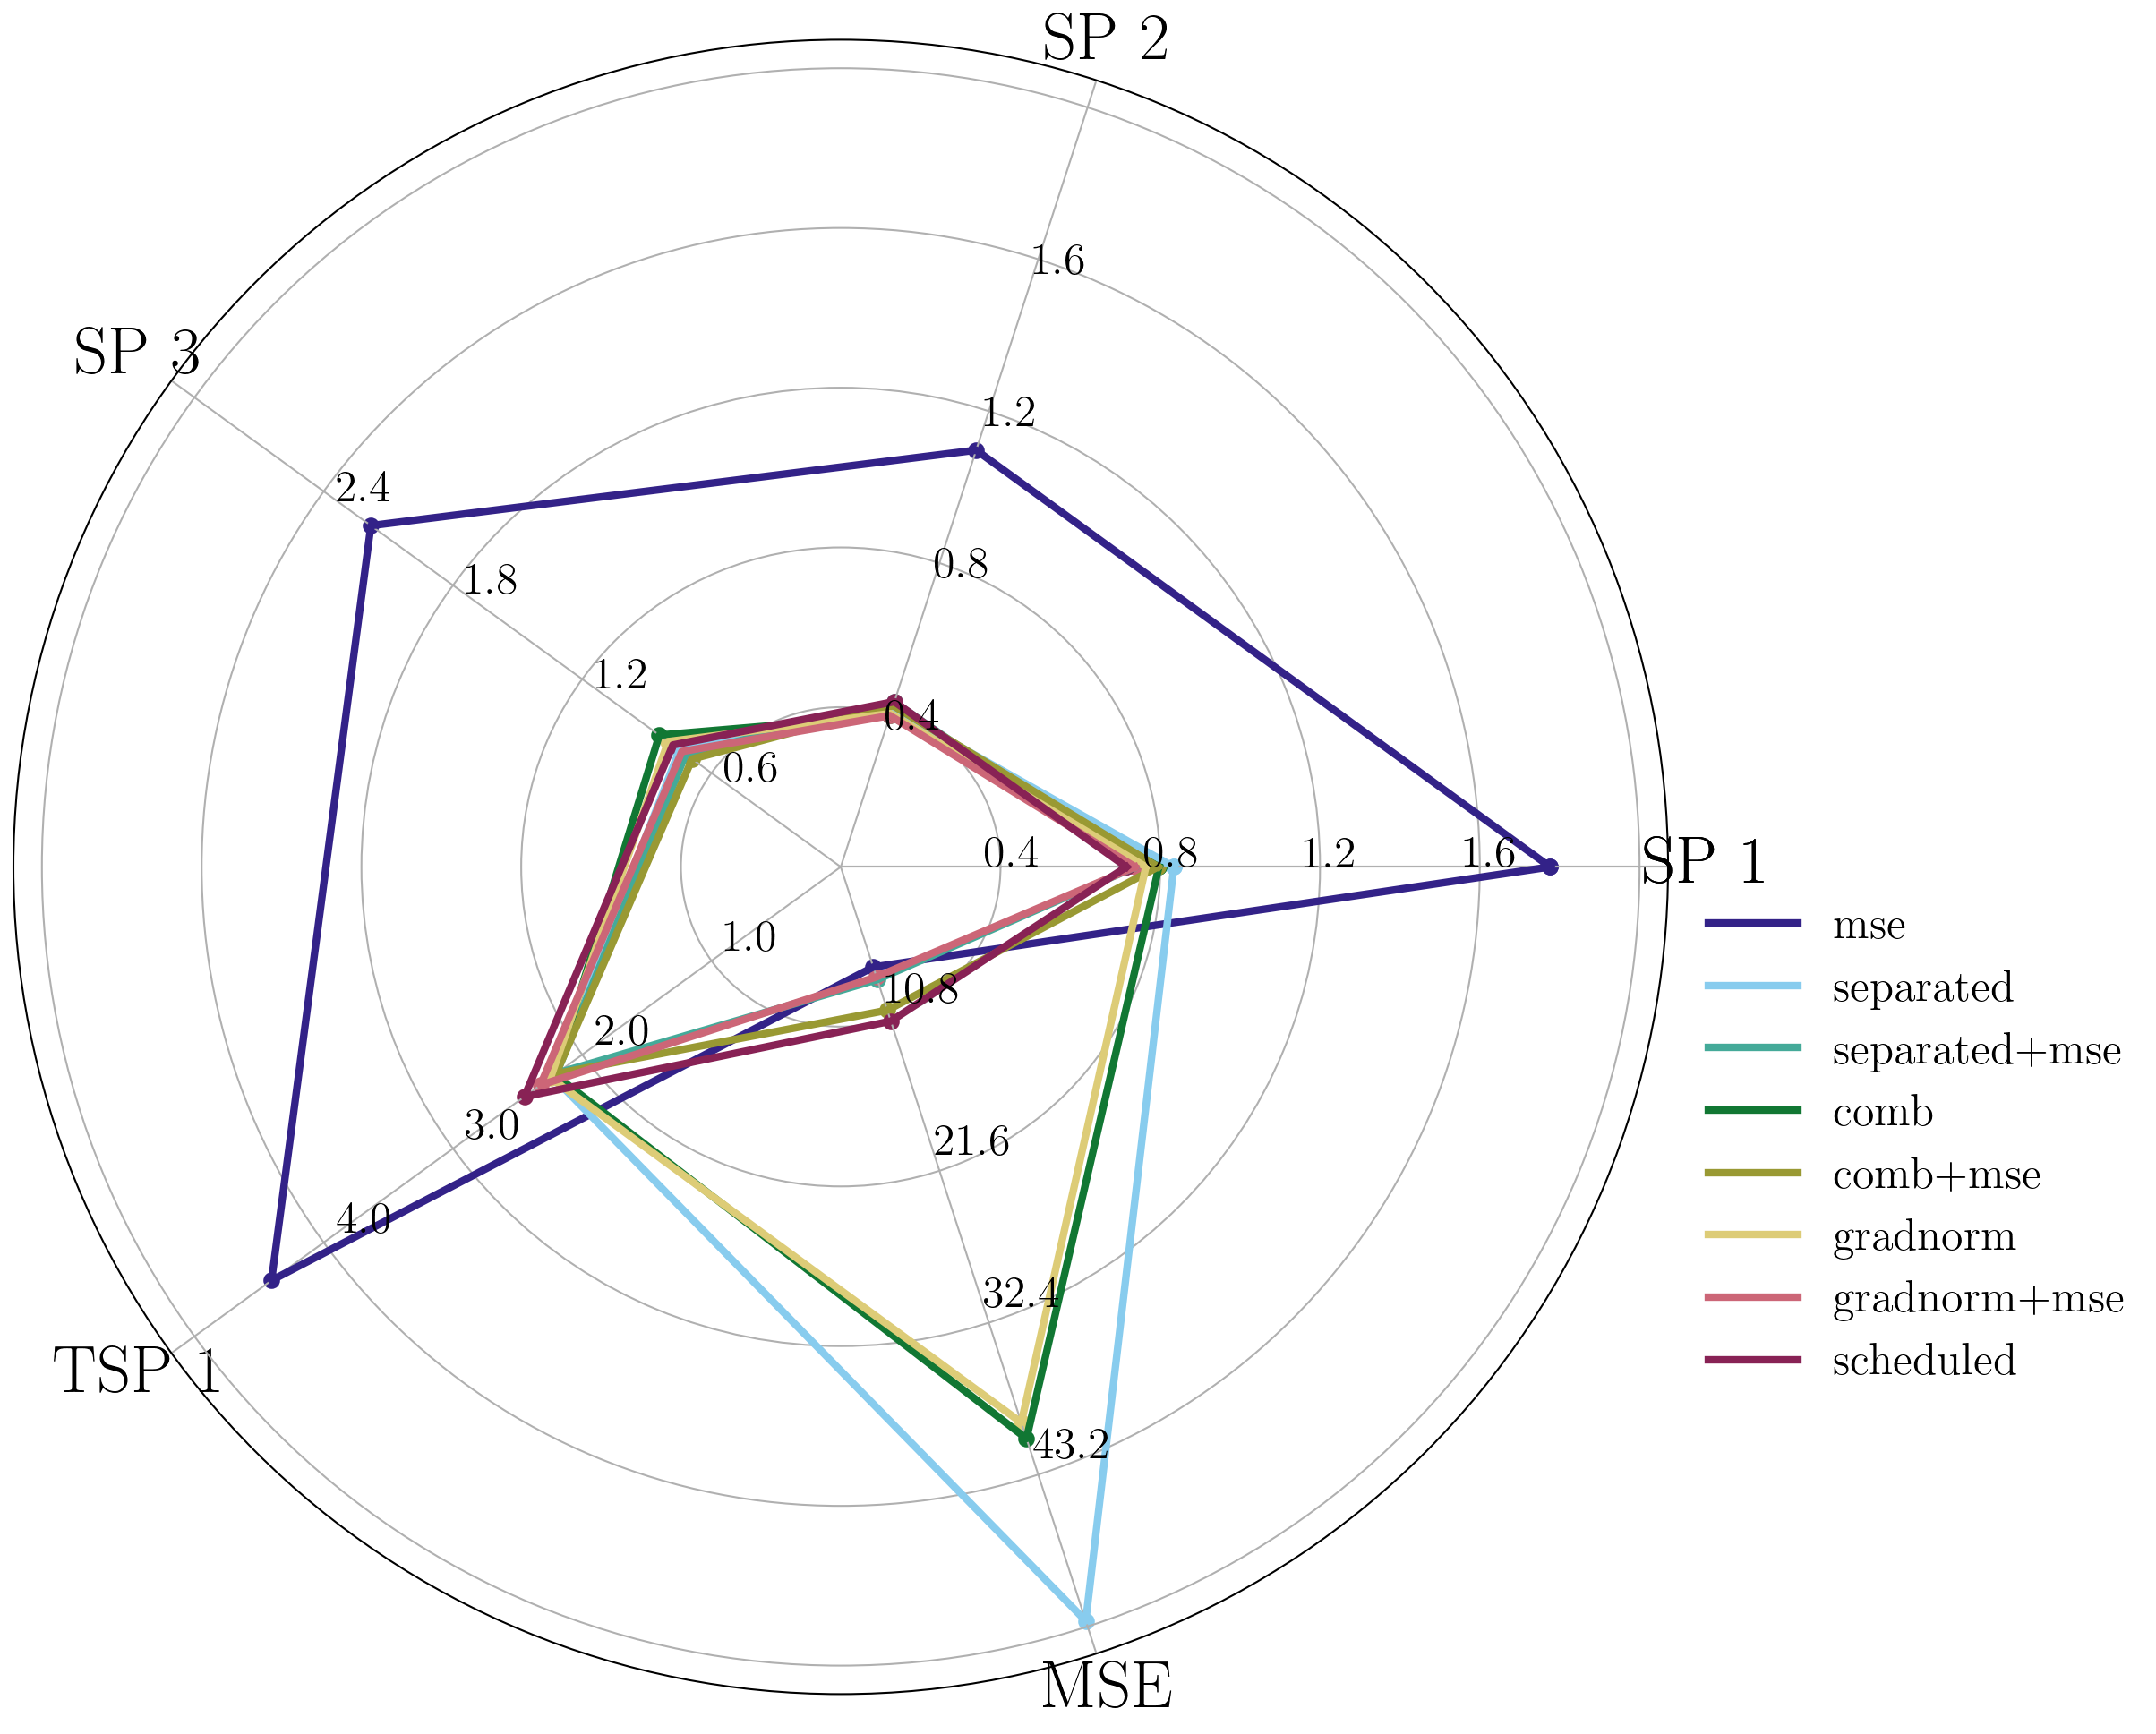 SP 2
1.6
SP 3
1.2
2.4
0.8
1.8
1.2
0.4
0.6
0.4
0.8
1.2
1.6
SP 1
mse
1.0
10.8
separated
2.0
separated+mse
3.0
comb
21.6
comb+mse
4.0
gradnorm
32.4
gradnorm+mse
TSP 1
scheduled
43.2
MSE